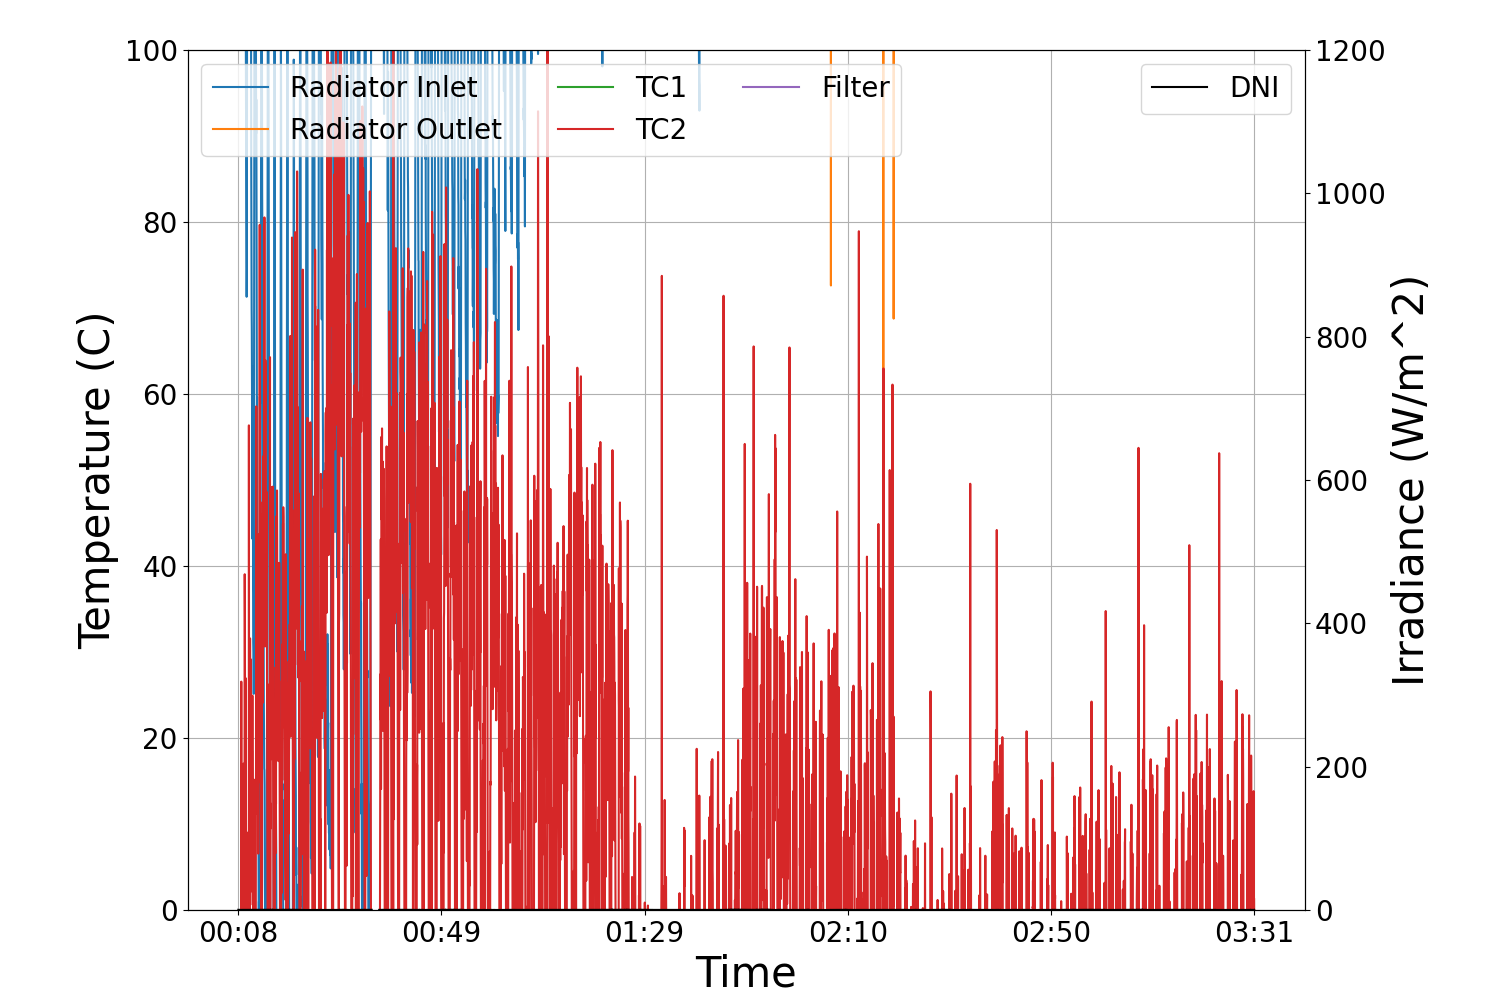 100
80
60
40
20
0
Temperature (C)
Radiator Inlet
Radiator Outlet
TC1
TC2
Filter
DNI
1200
1000
800
600
400
200
0
Irradiance (W/m^2)
00:08 00:49 01:29 02:10 02:50 03:31
Time